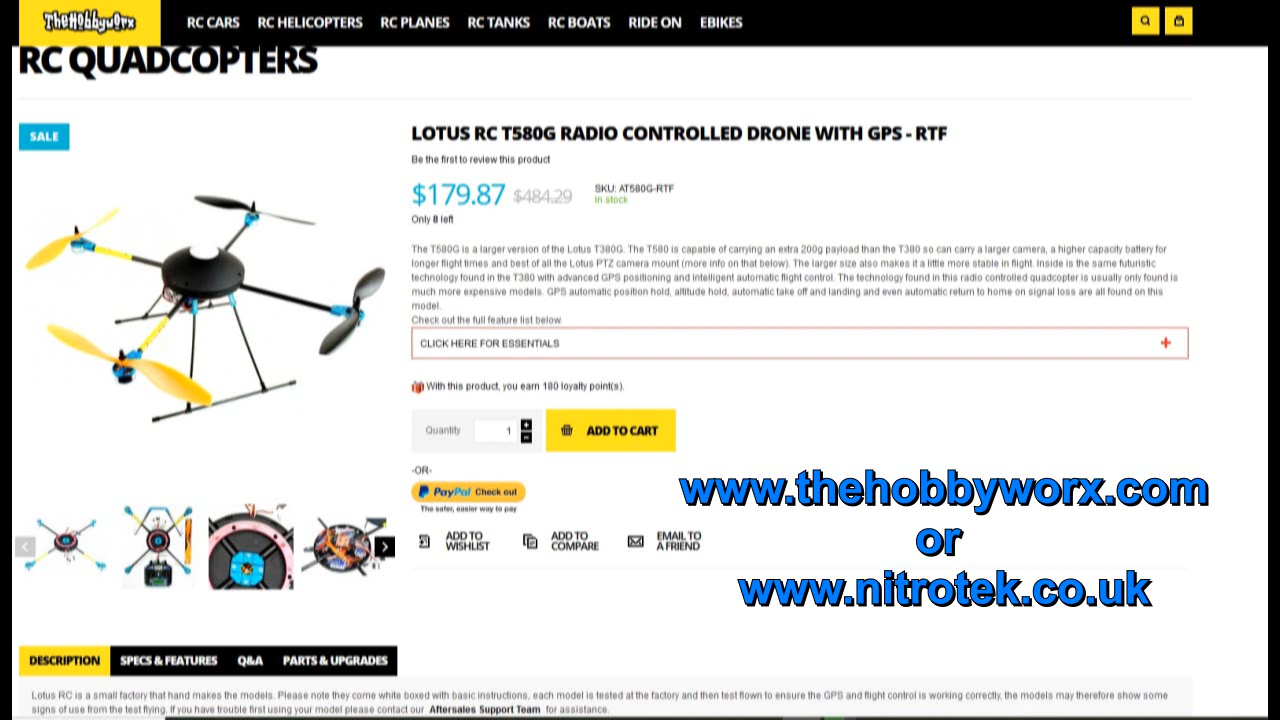 TheHobbyworx
RC CARS RC HELICOPTERS RC PLANES RC TANKS RC BOATS RIDE ON EBIKES
RC QUADCOPTERS
SALE
LOTUS RC T580G RADIO CONTROLLED DRONE WITH GPS - RTF
Be the first to review this product
$179.87 $484.29 SKU: AT580G-RTF
In stock
Only 8 left
The T580G is a larger version of the Lotus T380G. The T580 is capable of carrying an extra 200g payload than the T380 so can carry a larger camera, a higher capacity battery for
longer flight times and best of all the Lotus PTZ camera mount (more info on that below). The larger size also makes it a little more stable in flight. Inside is the same futuristic
technology found in the T380 with advanced GPS positioning and intelligent automatic flight control. The technology found in this radio controlled quadcopter is usually only found is
much more expensive models. GPS automatic position hold, altitude hold, automatic take off and landing and even automatic return to home on signal loss are all found on this
model.
Check out the full feature list below.
CLICK HERE FOR ESSENTIALS +
With this product, you earn 180 loyalty point(s).
Quantity 1 ADD TO CART
-OR-
PayPal Check out
The safer, easier way to pay
ADD TO WISHLIST ADD TO COMPARE EMAIL TO A FRIEND
www.thehobbyworx.com
or
www.nitrotek.co.uk
DESCRIPTION SPECS & FEATURES Q&A PARTS & UPGRADES
Lotus RC is a small factory that hand makes the models. Please note they come white boxed with basic instructions, each model is tested at the factory and then test flown to ensure the GPS and flight control is working correctly, the models may therefore show some
signs of use from the test flying. If you have trouble first using your model please contact our Aftersales Support Team for assistance.